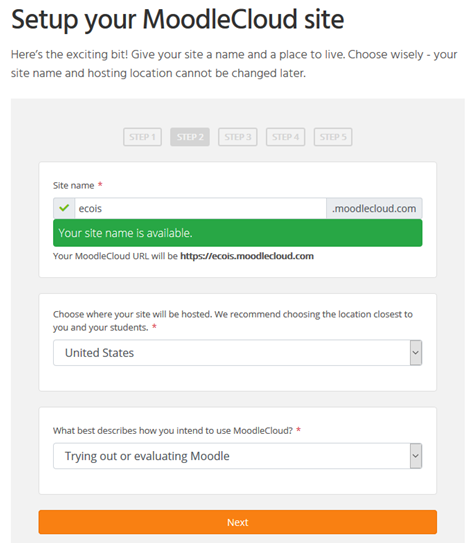 Setup your MoodleCloud site
Here's the exciting bit! Give your site a name and a place to live. Choose wisely - your
site name and hosting location cannot be changed later.
STEP 1 STEP 2 STEP 3 STEP 4 STEP 5
Site name *
ecois .moodlecloud.com
Your site name is available.
Your MoodleCloud URL will be https://ecois.moodlecloud.com
Choose where your site will be hosted. We recommend choosing the location closest to
you and your students. *
United States
What best describes how you intend to use MoodleCloud? *
Trying out or evaluating Moodle
Next